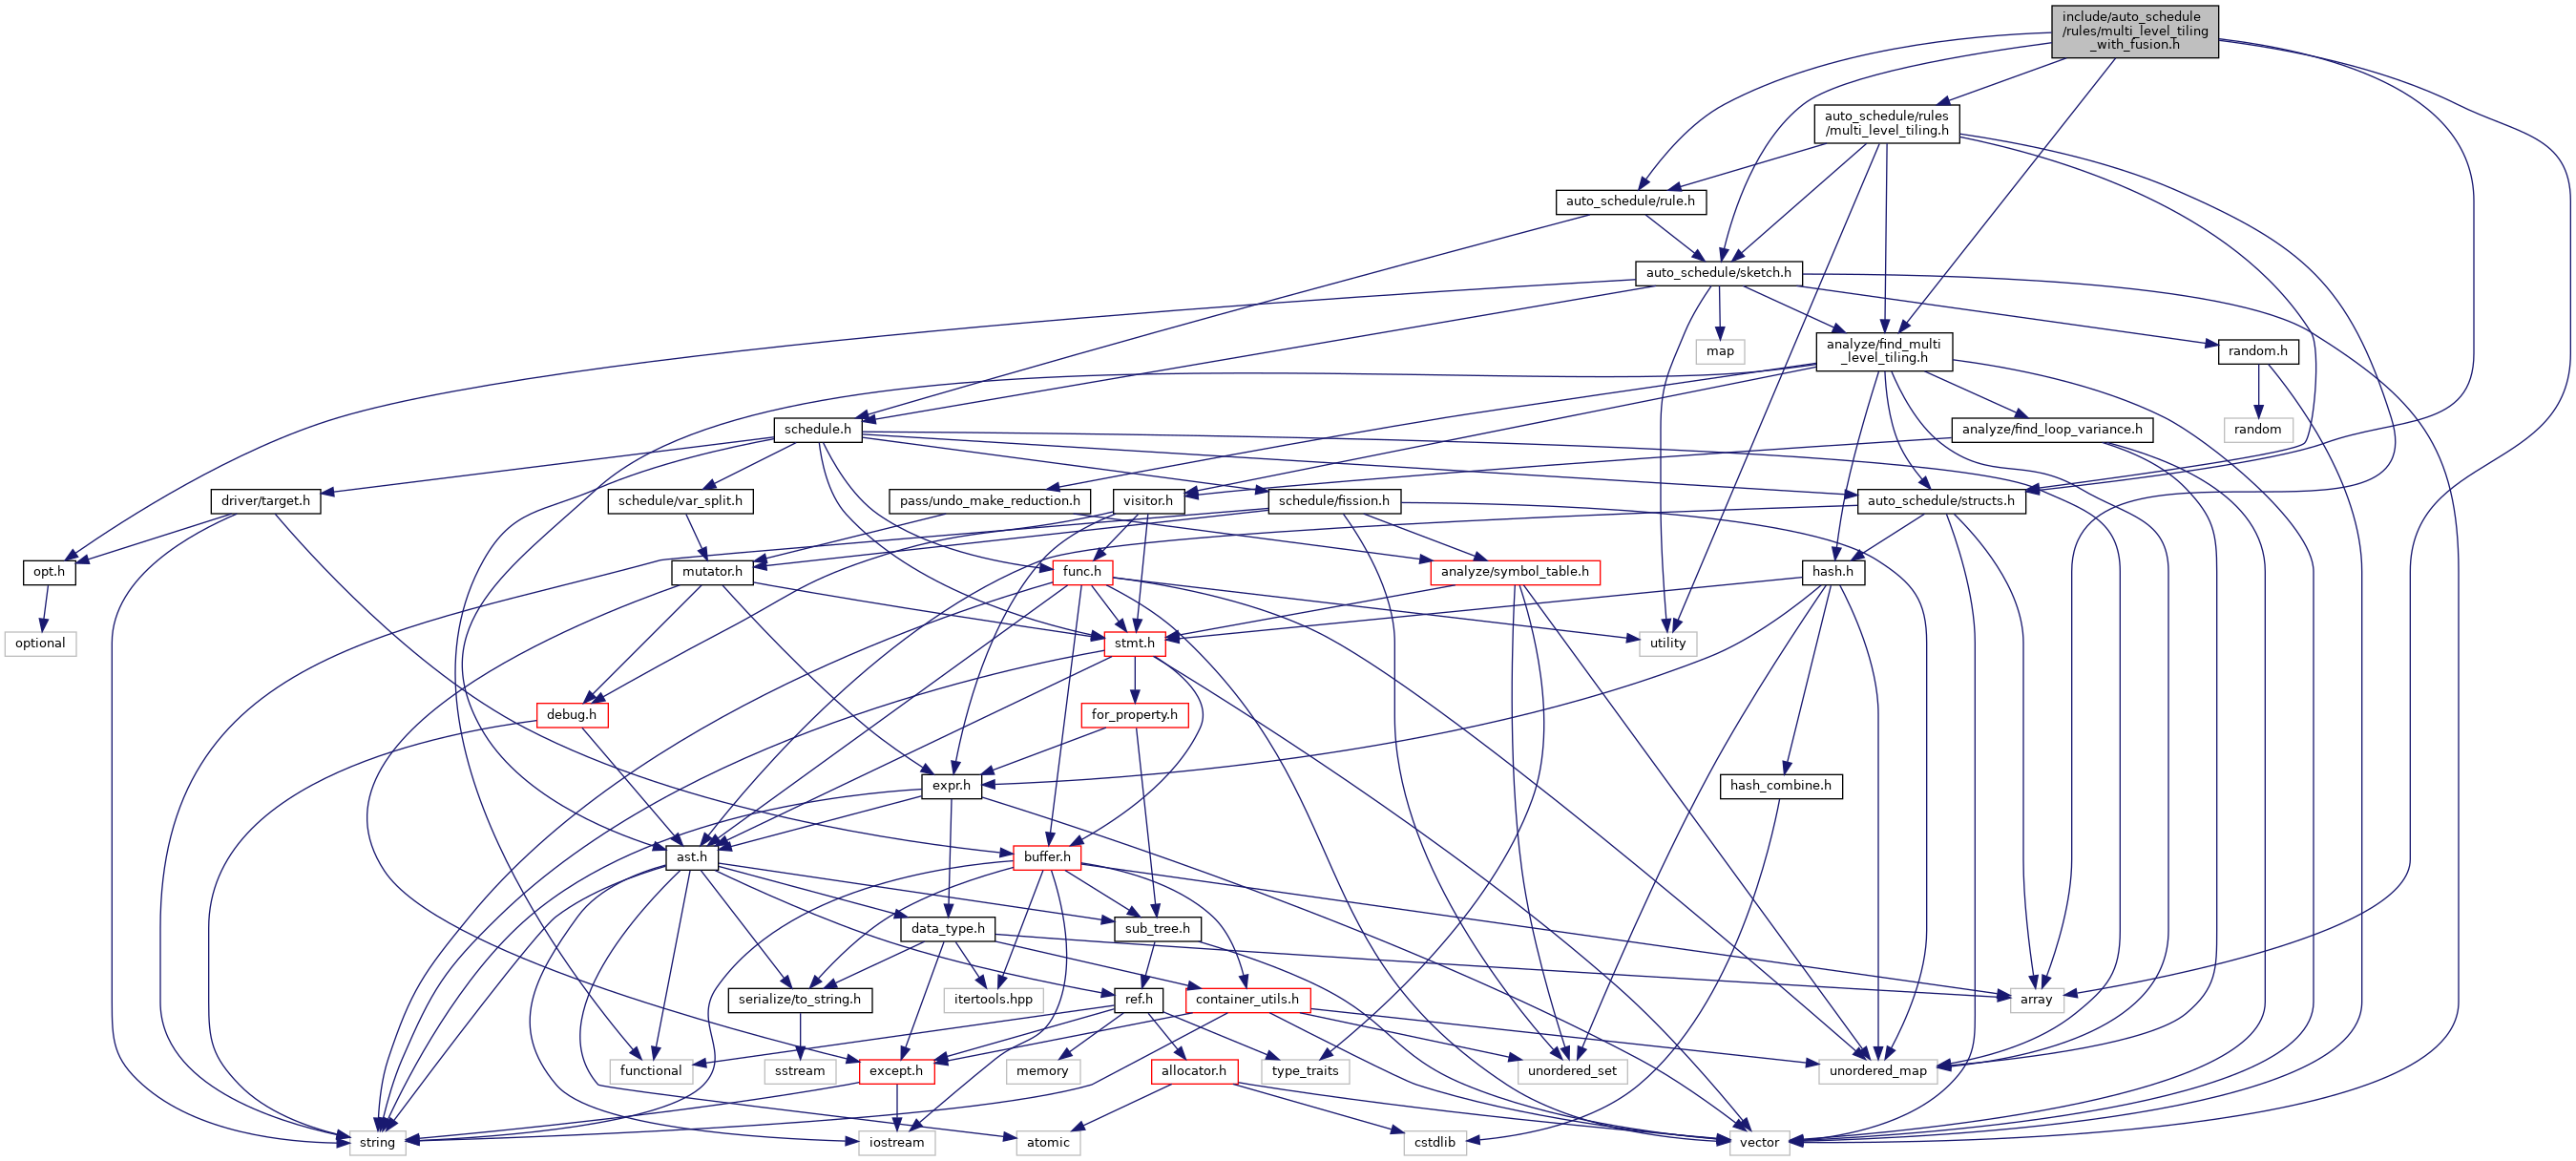 include/auto_schedule
/rules/multi_level_tiling
_with_fusion.h
auto_schedule/rules
/multi_level_tiling.h
auto_schedule/rule.h
auto_schedule/sketch.h
map
analyze/find_multi
_level_tiling.h
random.h
schedule.h
analyze/find_loop_variance.h
random
driver/target.h
schedule/var_split.h
pass/undo_make_reduction.h
visitor.h
schedule/fission.h
auto_schedule/structs.h
opt.h
mutator.h
func.h
analyze/symbol_table.h
hash.h
optional
stmt.h
utility
debug.h
for_property.h
expr.h
hash_combine.h
ast.h
buffer.h
data_type.h
sub_tree.h
serialize/to_string.h
itertools.hpp
ref.h
container_utils.h
array
functional
sstream
except.h
memory
allocator.h
type_traits
unordered_set
unordered_map
string
iostream
atomic
cstdlib
vector